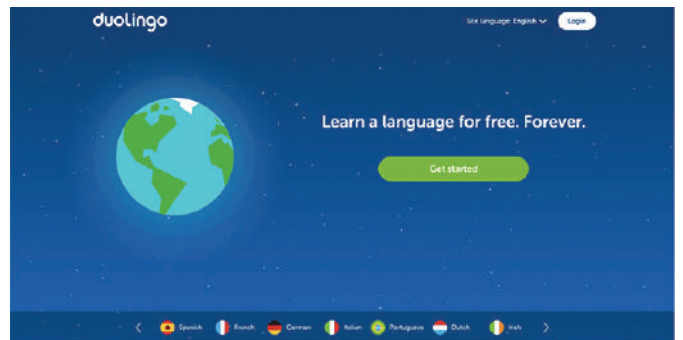 duolingo
Site language: English
Login
Learn a language for free. Forever.
Get started
Spanish French German Italian Portuguese Dutch Irish